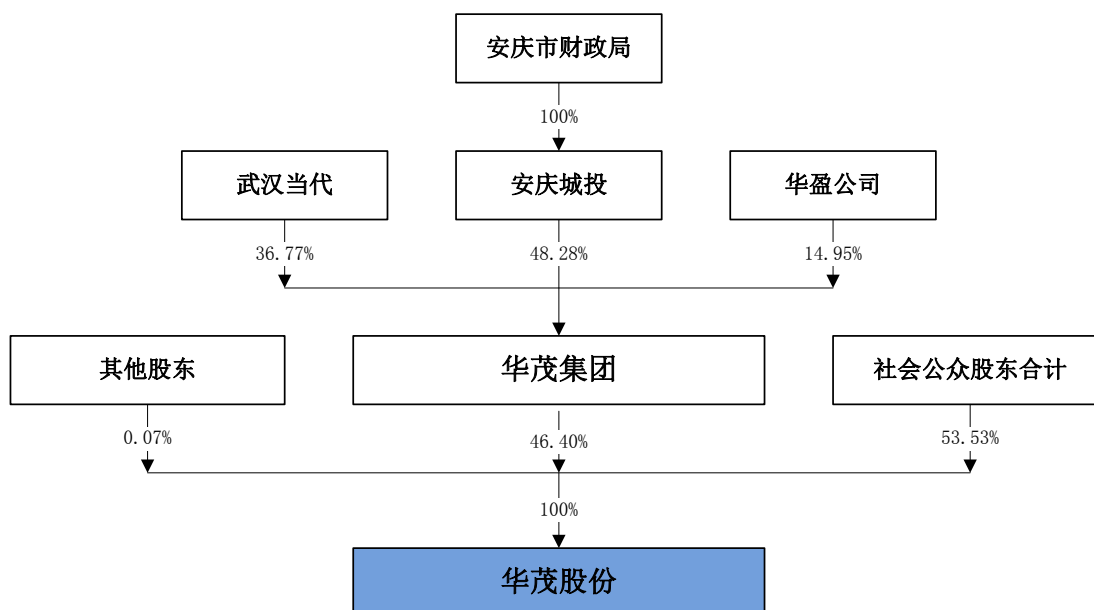 安庆市财政局
100%
武汉当代
安庆城投
华盈公司
36.77%
48.28%
14.95%
其他股东
华茂集团
社会公众股东合计
0.07%
46.40%
53.53%
100%
华茂股份